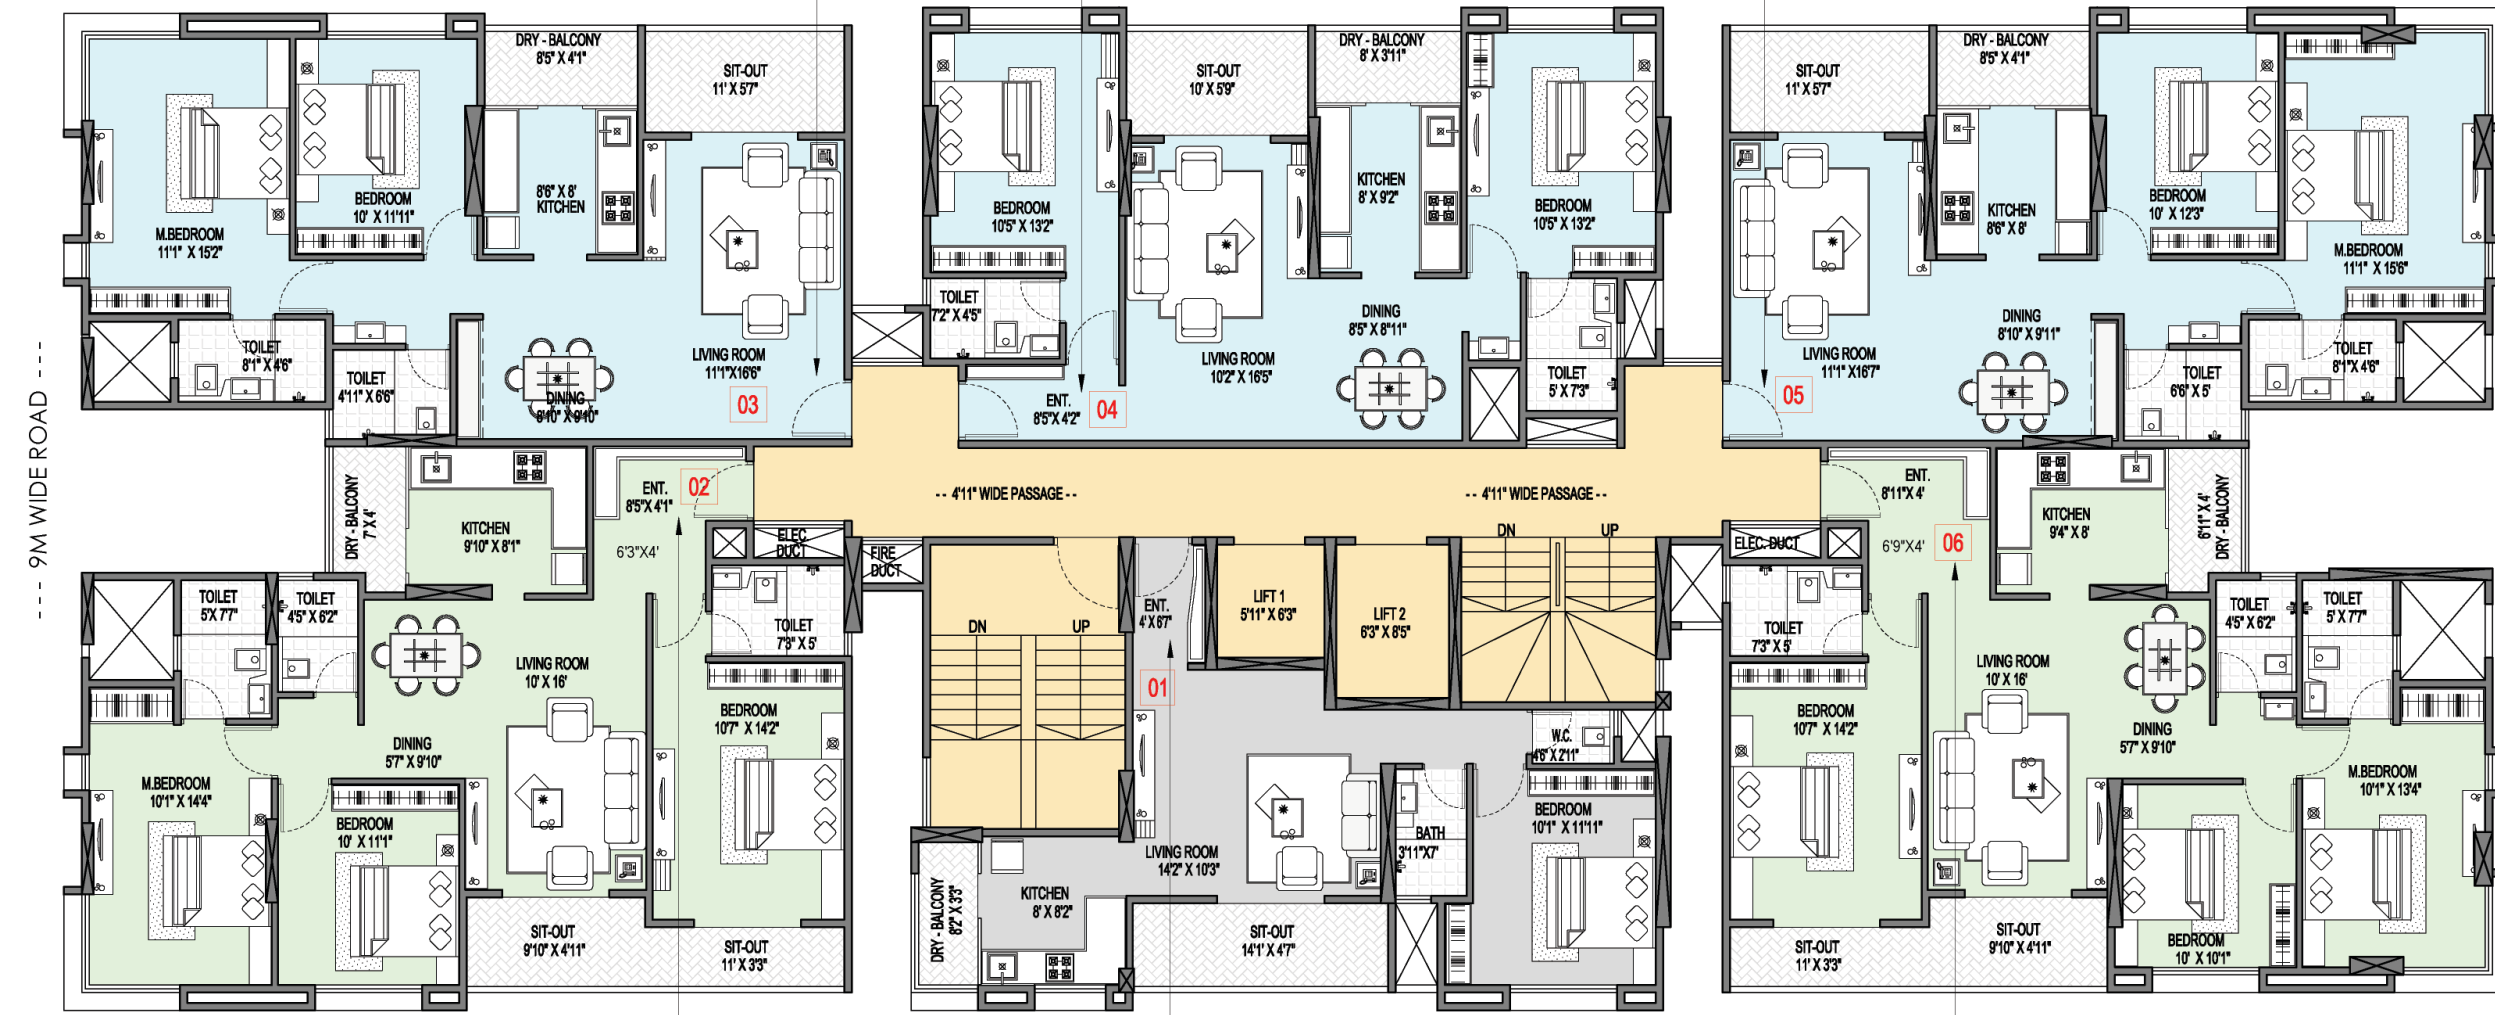 ---- 9M WIDE ROAD ----
DRY - BALCONY
8'5" X 4'1"
SIT-OUT
11' X 5'7"
BEDROOM
10' X 11'11"
8'6" X 8'
KITCHEN
M.BEDROOM
11'1" X 15'2"
TOILET
8'1" X 4'6"
TOILET
4'11" X 6'6"
DINING
8'10" X 9'10"
LIVING ROOM
11'1"X16'6"
03
SIT-OUT
10' X 5'9"
DRY - BALCONY
8' X 3'11"
BEDROOM
10'5" X 13'2"
KITCHEN
8' X 9'2"
BEDROOM
10'5" X 13'2"
TOILET
7'2" X 4'5"
DINING
8'5" X 8'11"
LIVING ROOM
10'2" X 16'5"
TOILET
5' X 7'3"
ENT.
8'5"X 4'2"
04
SIT-OUT
11' X 5'7"
DRY - BALCONY
8'5" X 4'1"
BEDROOM
10' X 12'3"
KITCHEN
8'6" X 8'
M.BEDROOM
11'1" X 15'6"
DINING
8'10" X 9'11"
LIVING ROOM
11'1" X16'7"
TOILET
8'1"X 4'6"
TOILET
6'6" X 5'
05
DRY - BALCONY
7' X 4'
KITCHEN
9'10" X 8'1"
ENT.
8'5"X 4'1"
02
6'3"X4'
-- 4'11" WIDE PASSAGE --
-- 4'11" WIDE PASSAGE --
ELEC.
DUCT
FIRE
DUCT
TOILET
5'X 7'7"
TOILET
4'5" X 6'2"
TOILET
7'3" X 5'
LIVING ROOM
10' X 16'
DINING
5'7" X 9'10"
BEDROOM
10'7" X 14'2"
M.BEDROOM
10'1" X 14'4"
BEDROOM
10' X 11'1"
SIT-OUT
9'10" X 4'11"
SIT-OUT
11' X 3'3"
DN
UP
ENT.
4' X 6'7"
01
LIFT 1
5'11" X 6'3"
LIFT 2
6'3" X 8'5"
DN
UP
W.C.
4'6" X 2'11"
BEDROOM
10'1" X 11'11"
BATH
3'11"X7'
LIVING ROOM
14'2" X 10'3"
KITCHEN
8' X 8'2"
DRY - BALCONY
8'2" X 3'3"
SIT-OUT
14'1' X 4'7"
ENT.
8'11"X 4'
6'9"X4'
06
KITCHEN
9'4" X 8'
6'11" X 4'
DRY - BALCONY
ELEC. DUCT
TOILET
7'3" X 5'
TOILET
4'5" X 6'2"
TOILET
5' X 7'7"
LIVING ROOM
10' X 16'
BEDROOM
10'7" X 14'2"
DINING
5'7" X 9'10"
M.BEDROOM
10'1" X 13'4"
SIT-OUT
11' X 3'3"
SIT-OUT
9'10" X 4'11"
BEDROOM
10' X 10'1"